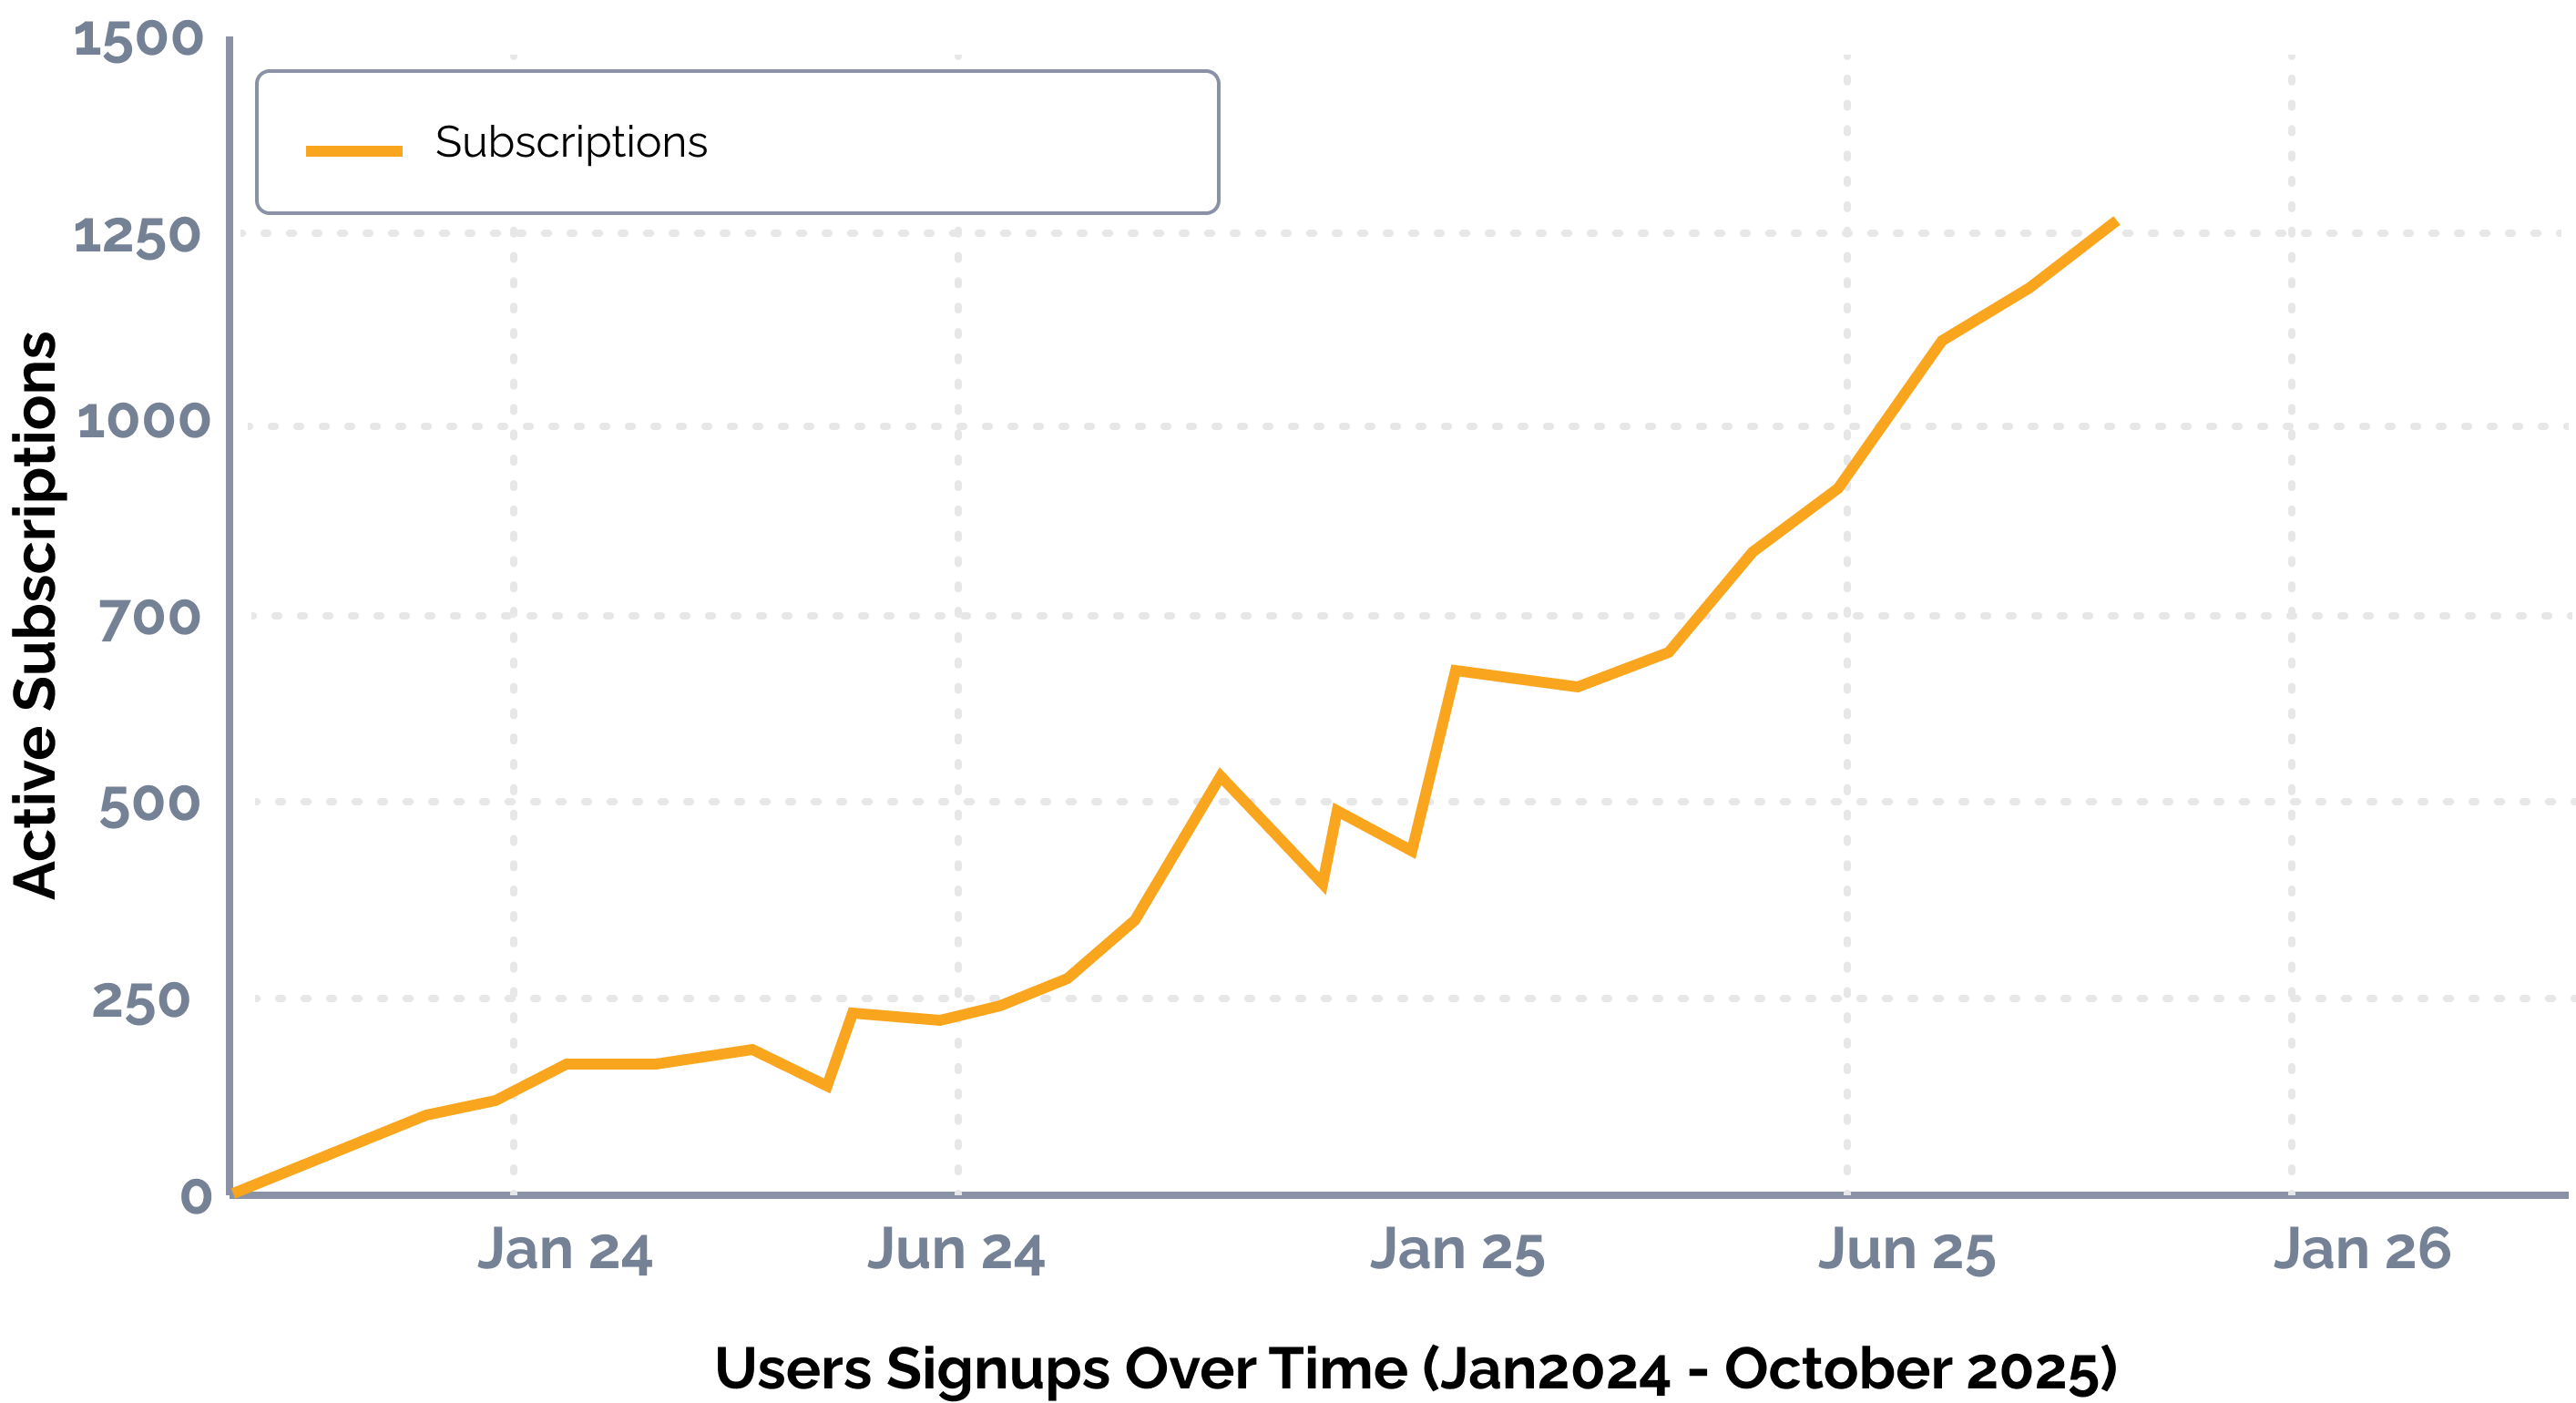 1500
Subscriptions
1250
1000
700
500
250
0
Active Subscriptions
Jan 24 Jun 24 Jan 25 Jun 25 Jan 26
Users Signups Over Time (Jan2024 - October 2025)